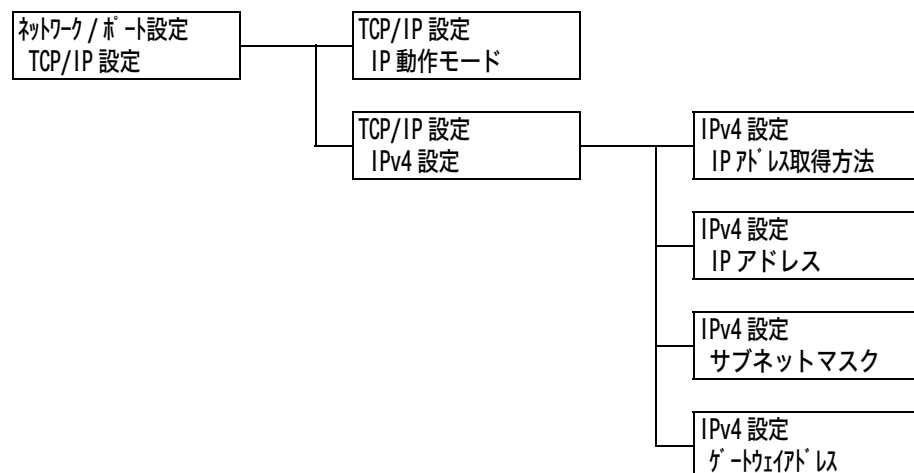 ﾈｯﾄﾜｰｸ / ﾎﾟｰﾄ設定
TCP/IP 設定
TCP/IP 設定
IP 動作モード
TCP/IP 設定
IPv4 設定
IPv4 設定
IP ｱﾄﾞﾚｽ取得方法
IPv4 設定
IP アドレス
IPv4 設定
サブネットマスク
IPv4 設定
ｹﾞｰﾄｳｪｲｱﾄﾞﾚｽ